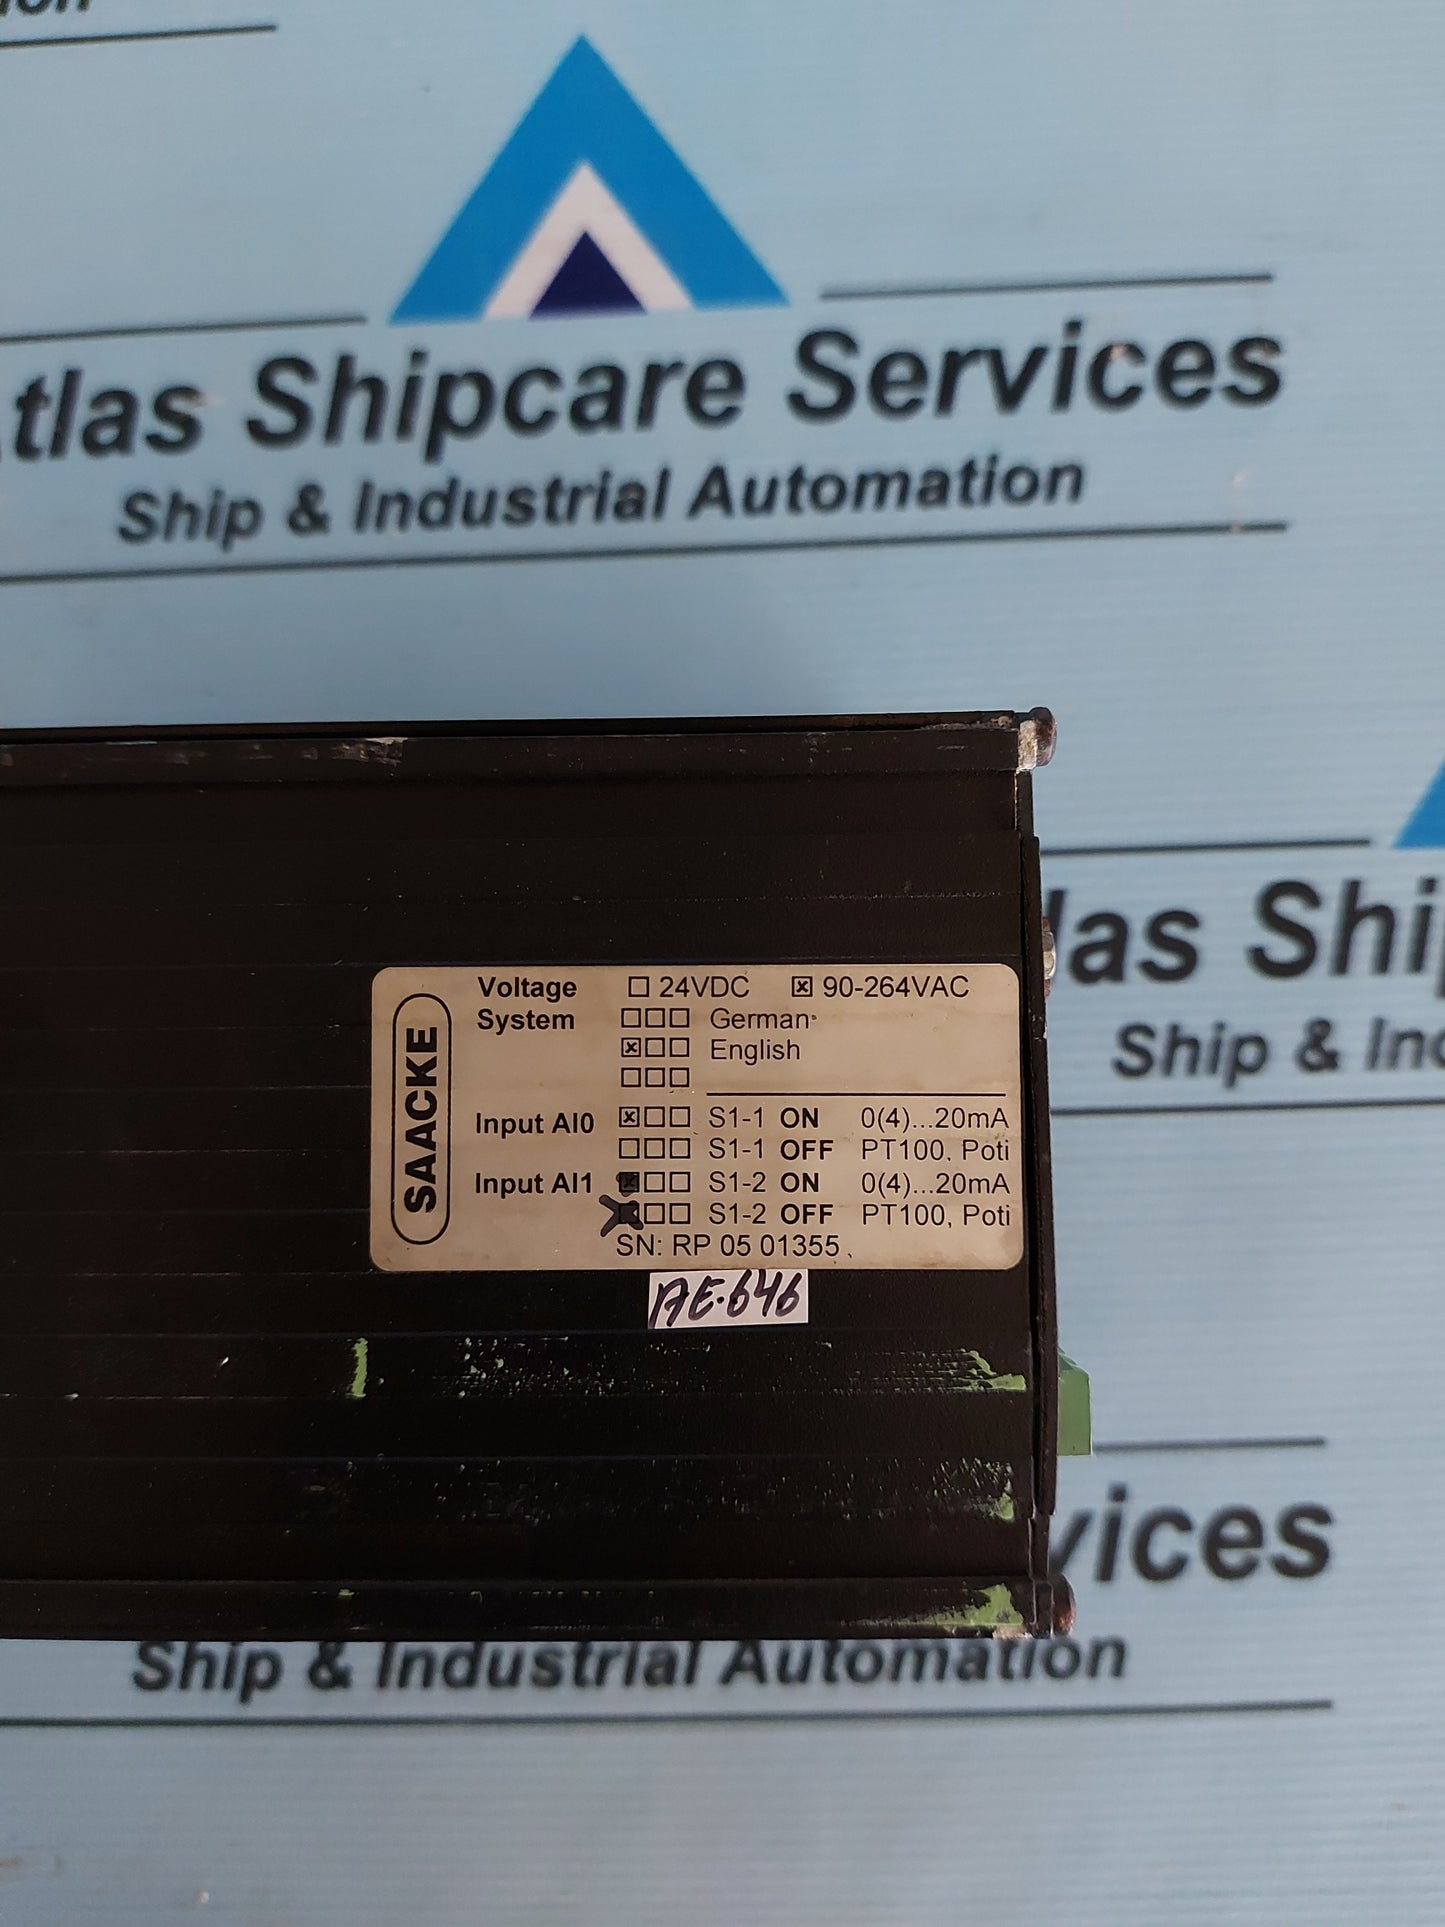 tlas Shipcare Services
Ship & Industrial Automation
SAACKE
Voltage ☐ 24VDC ☒ 90-264VAC
System ☐☐☐ German
☒☐☐ English
☐☐☐
Input AI0 ☒☐☐ S1-1 ON 0(4)...20mA
☐☐☐ S1-1 OFF PT100, Poti
Input AI1 ☒☐☐ S1-2 ON 0(4)...20mA
☒☐☐ S1-2 OFF PT100, Poti
SN: RP 05 01355
AE-646
las Shi
Ship & Ind
vices
Ship & Industrial Automation